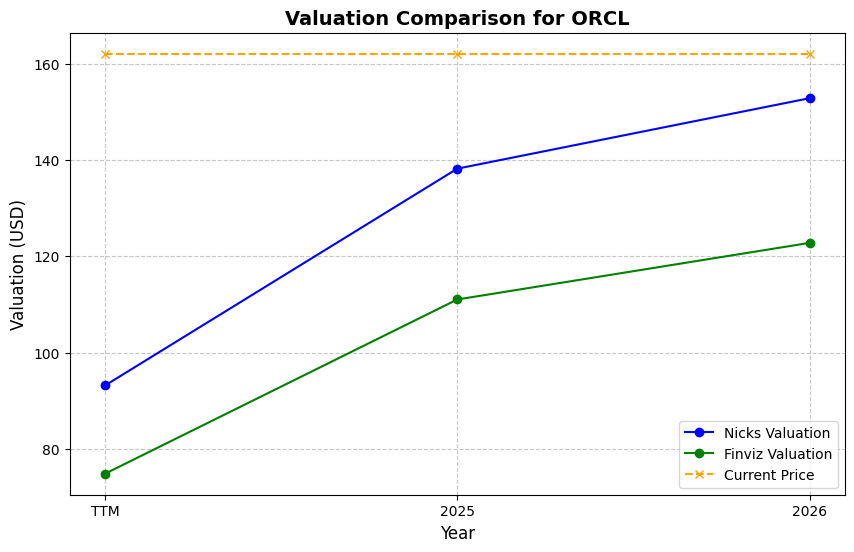 Valuation Comparison for ORCL
Valuation (USD)
160
140
120
100
80
TTM
2025
2026
Year
Nicks Valuation
Finviz Valuation
Current Price